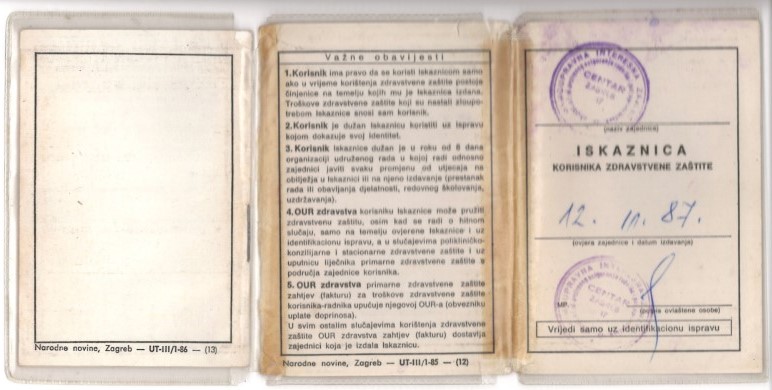 Narodne novine, Zagreb — UT-III/1-86 — (13)
Važne obavijesti
1. Korisnik ima pravo da se koristi Iskaznicom samo
ako u vrijeme korištenja zdravstvene zaštite postoje
činjenice na temelju kojih mu je Iskaznica izdana.
Troškove zdravstvene zaštite koji su nastali zloupo-
trebom Iskaznice snosi sam korisnik.
2. Korisnik je dužan Iskaznicu koristiti uz ispravu
kojom dokazuje svoj identitet.
3. Korisnik Iskaznice dužan je u roku od 8 dana
organizaciji udruženog rada u kojoj radi odnosno
zajednici javiti svaku promjenu od utjecaja na
obilježja u Iskaznici ili na njeno izdavanje (prestanak
rada ili obavljanja djelatnosti, redovnog školovanja,
uzdržavanja).
4. OUR zdravstva korisniku Iskaznice može pružiti
zdravstvenu zaštitu, osim kad se radi o hitnom
slučaju, samo na temelju ovjerene Iskaznice i uz
identifikacionu ispravu, a u slučajevima polikliničko-
konzilijarne i stacionarne zdravstvene zaštite i uz
uputnicu liječnika primarne zdravstvene zaštite s
područja zajednice korisnika.
5. OUR zdravstva primarne zdravstvene zaštite
zahtjev (fakturu) za troškove zdravstvene zaštite
korisnika-radnika upućuje njegovoj OUR-a (obvezniku
uplate doprinosa).
U svim ostalim slučajevima korištenja zdravstvene
zaštite OUR zdravstva zahtjev (fakturu) dostavlja
zajednici koja je izdala Iskaznicu.
Narodne novine, Zagreb — UT-III/1-85 — (12)
CENTAR
ZAGREB
(naziv zajednice)
ISKAZNICA
KORISNIKA ZDRAVSTVENE ZAŠTITE
12. 11. 87.
(ovjera zajednice i datum izdavanja)
CENTAR
ZAGREB
MP.
(potpis ovlaštene osobe)
Vrijedi samo uz identifikacionu ispravu